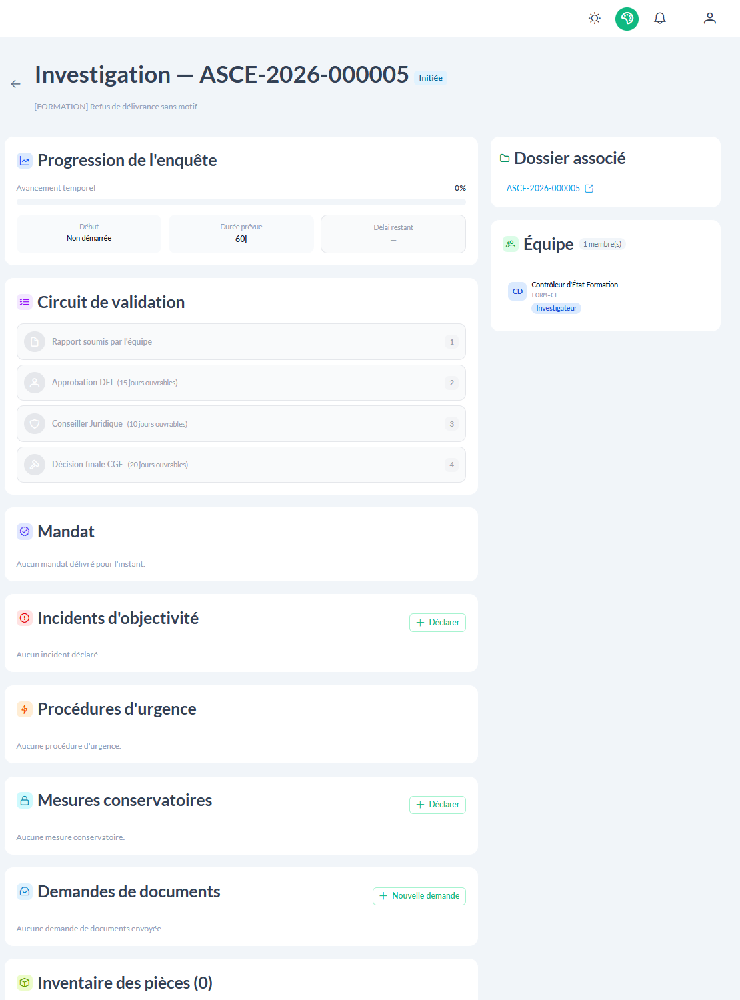 Investigation — ASCE-2026-000005 Initiée
[FORMATION] Refus de délivrance sans motif
Progression de l'enquête
Avancement temporel 0%
Début
Non démarrée
Durée prévue
60j
Délai restant
—
Circuit de validation
Rapport soumis par l'équipe 1
Approbation DEI (15 jours ouvrables) 2
Conseiller Juridique (10 jours ouvrables) 3
Décision finale CGE (20 jours ouvrables) 4
Mandat
Aucun mandat délivré pour l'instant.
Incidents d'objectivité
Déclarer
Aucun incident déclaré.
Procédures d'urgence
Aucune procédure d'urgence.
Mesures conservatoires
Déclarer
Aucune mesure conservatoire.
Demandes de documents
Nouvelle demande
Aucune demande de documents envoyée.
Inventaire des pièces (0)
Dossier associé
ASCE-2026-000005
Équipe 1 membre(s)
CD
Contrôleur d'État Formation
FORM-CE
Investigateur